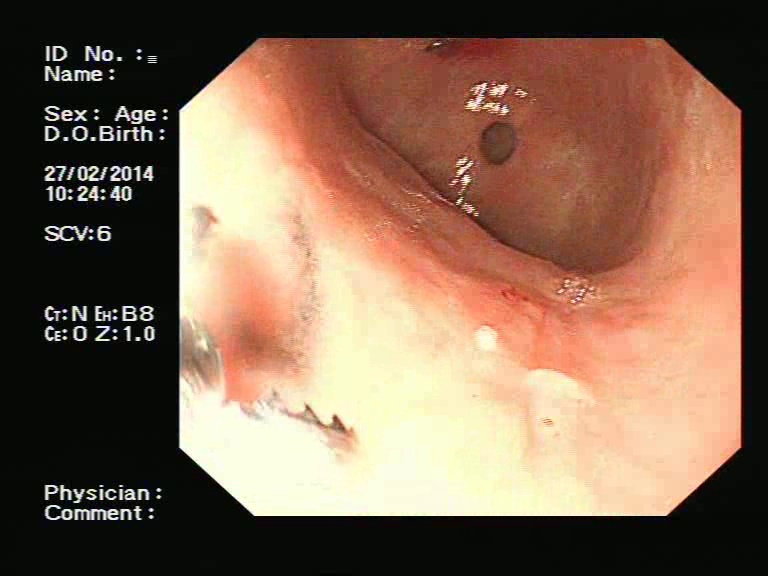 ID No. :
Name:
Sex: Age:
D.O.Birth:
27/02/2014
10:24:40
SCV:6
CT:N EH:B8
CE:0 Z:1.0
Physician:
Comment: